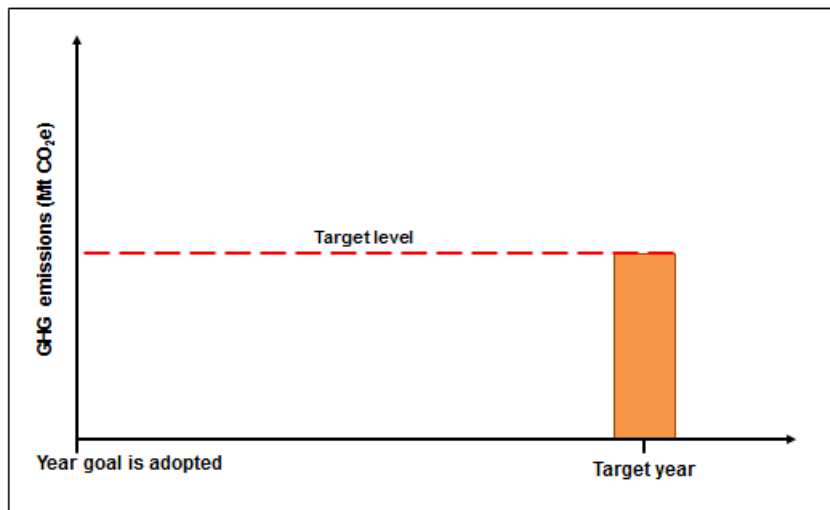 GHG emissions (Mt CO₂e)
Target level
Year goal is adopted
Target year